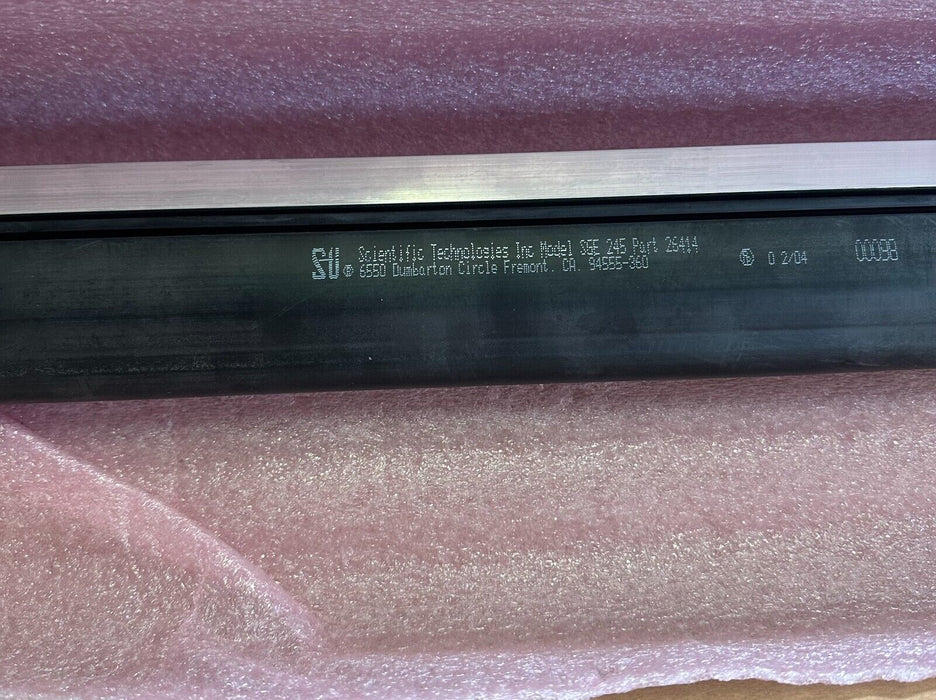 STI ® Scientific Technologies Inc Model SGE 245 Part 26414
6550 Dumbarton Circle Fremont. CA. 94555-360
0 2/04
00098